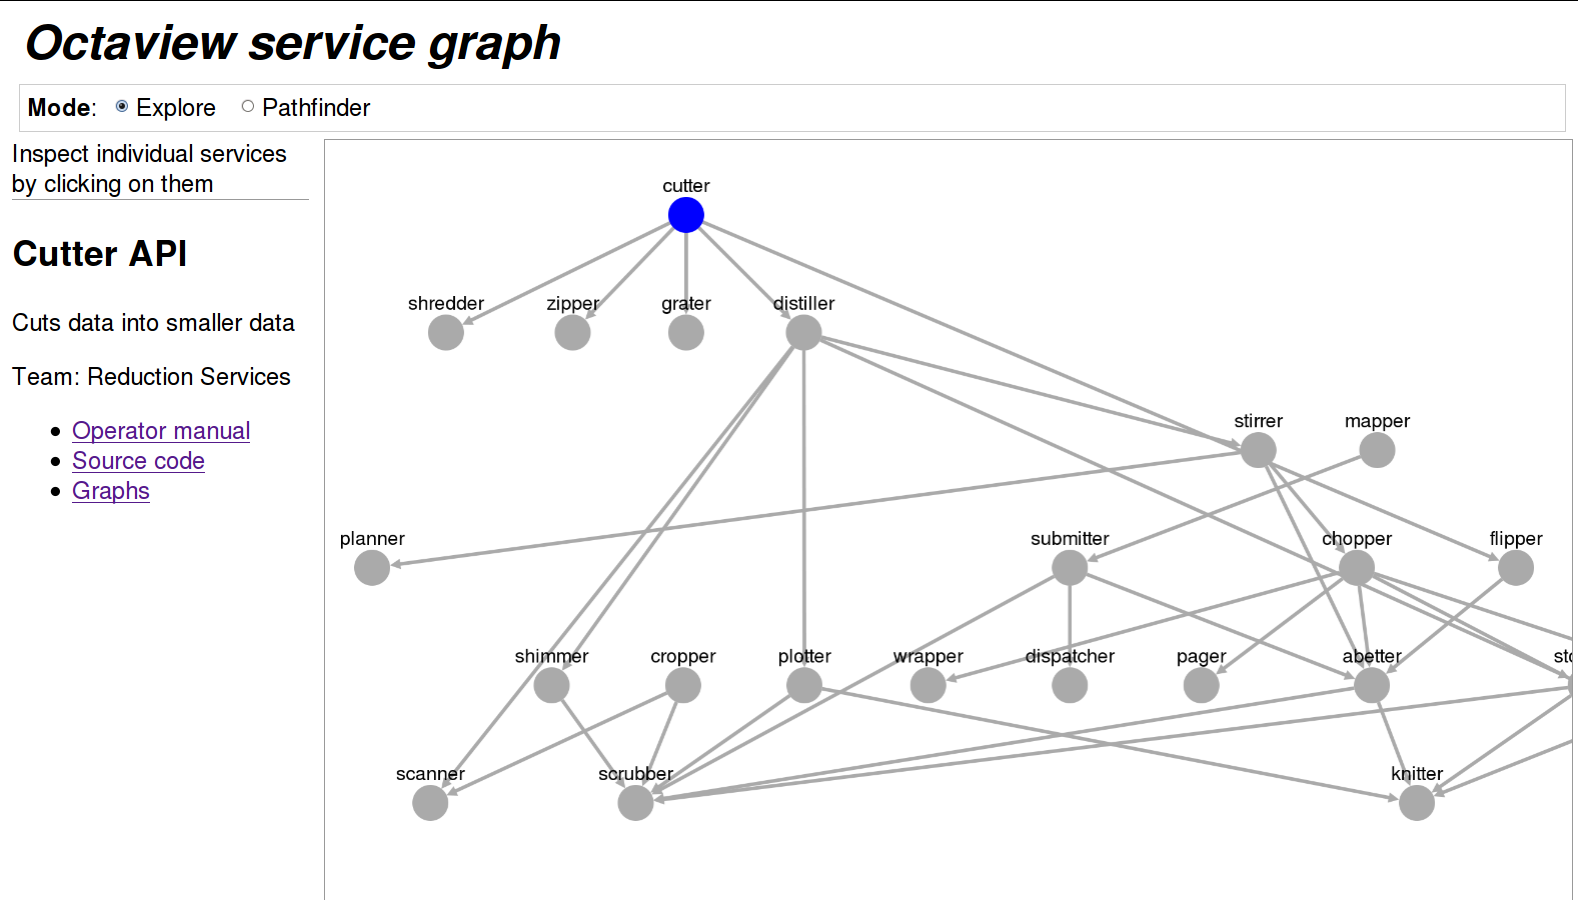 Octaview service graph
Mode: Explore Pathfinder
Inspect individual services
by clicking on them
Cutter API
Cuts data into smaller data
Team: Reduction Services
Operator manual
Source code
Graphs
cutter
shredder zipper grater distiller
stirrer mapper
planner submitter chopper flipper
shimmer cropper plotter wrapper dispatcher pager abetter
scanner scrubber knitter